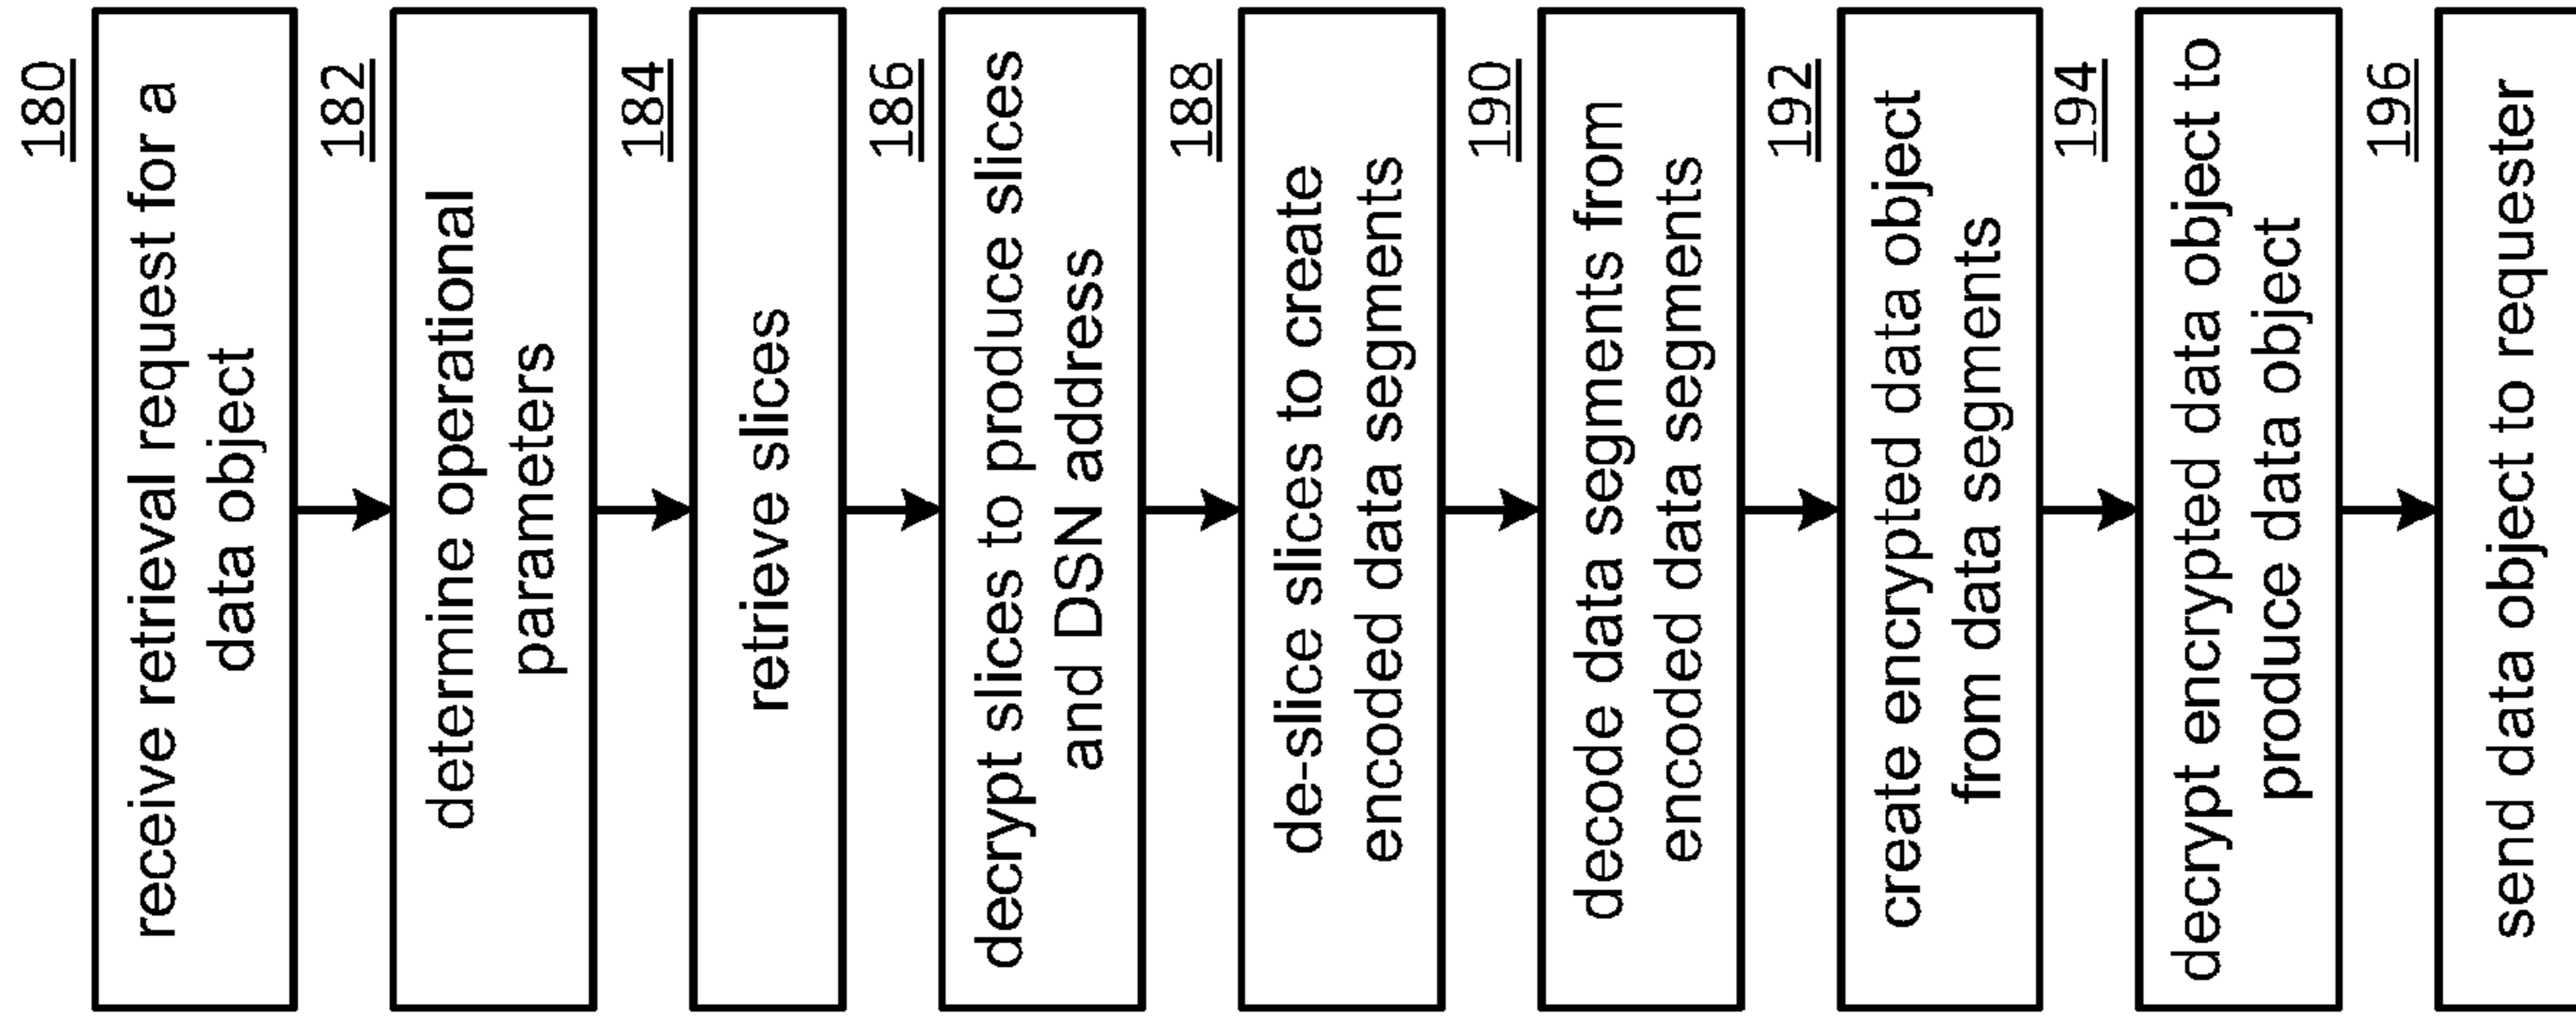 180
receive retrieval request for a
data object
182
determine operational
parameters
184
retrieve slices
186
decrypt slices to produce slices
and DSN address
188
de-slice slices to create
encoded data segments
190
decode data segments from
encoded data segments
192
create encrypted data object
from data segments
194
decrypt encrypted data object to
produce data object
196
send data object to requester